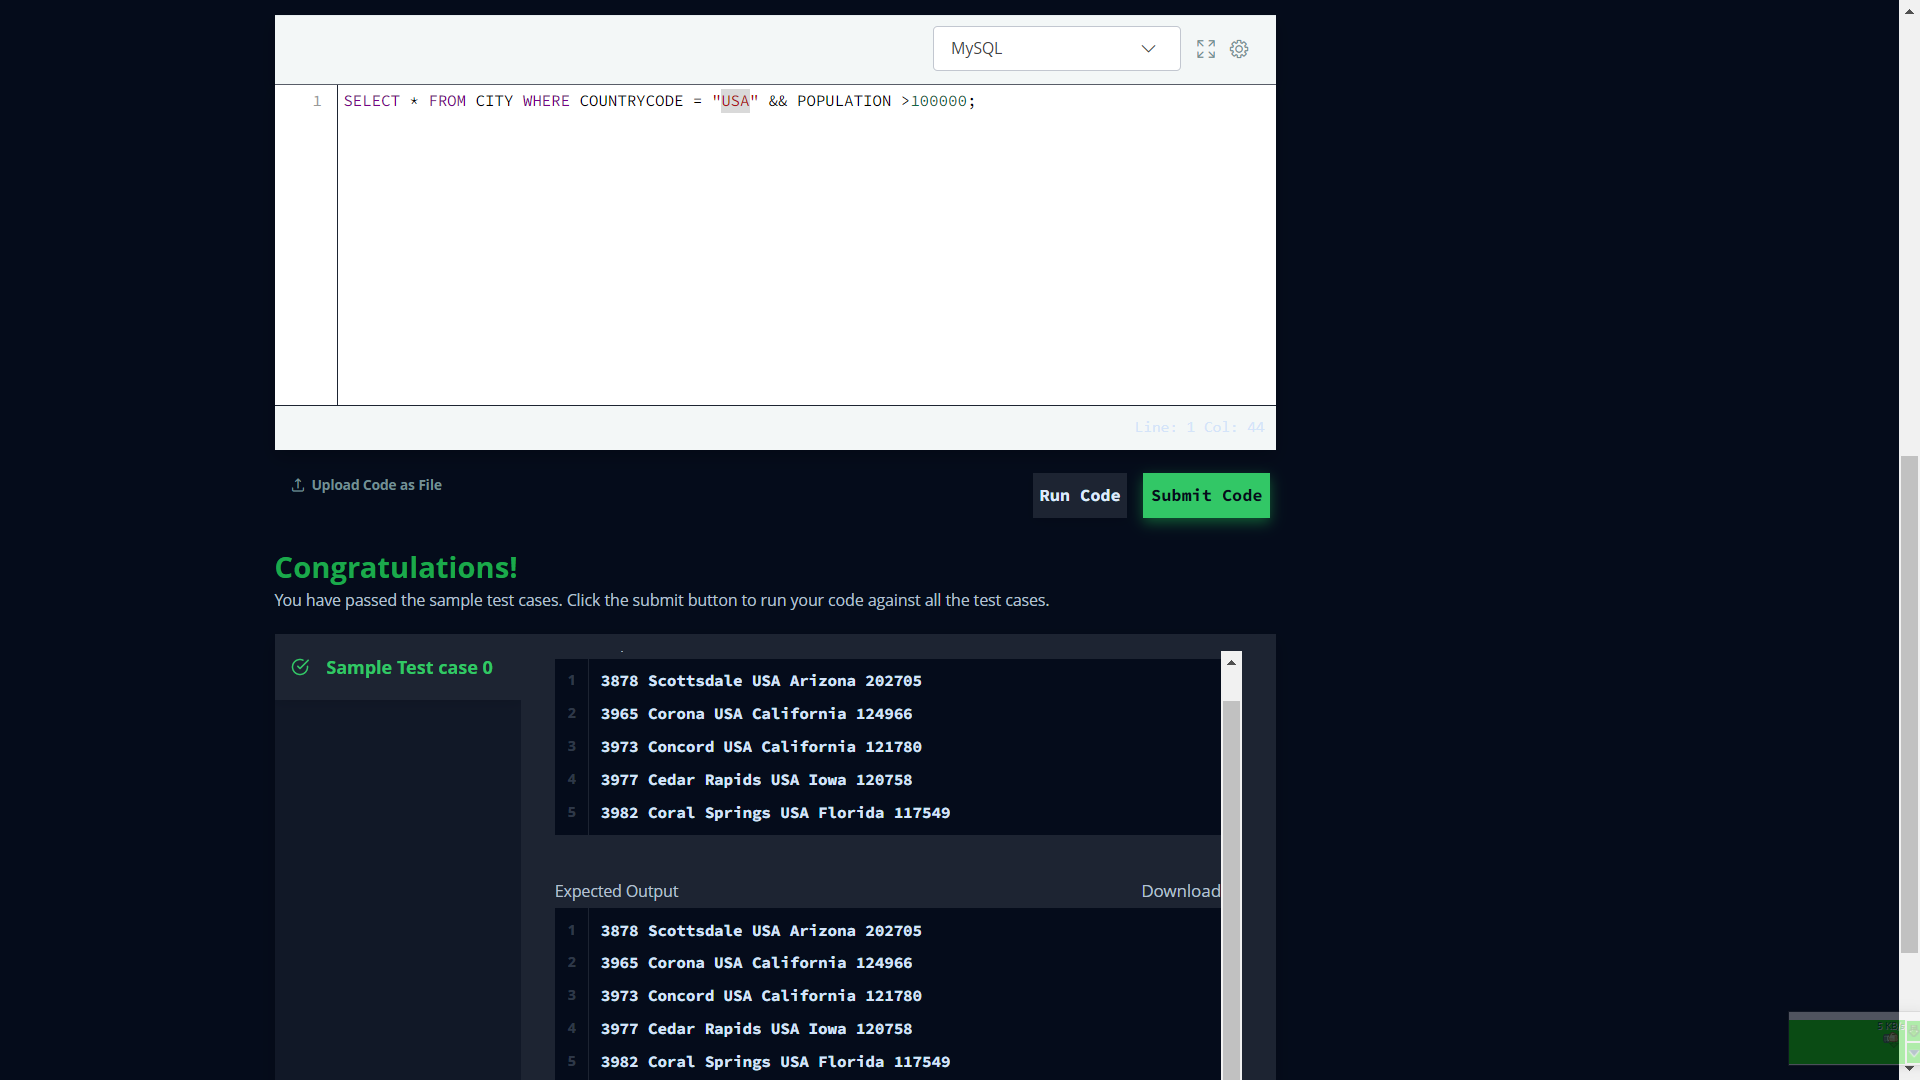 MySQL
1 SELECT * FROM CITY WHERE COUNTRYCODE = "USA" && POPULATION >100000;
Line: 1 Col: 44
Upload Code as File
Run Code
Submit Code
Congratulations!
You have passed the sample test cases. Click the submit button to run your code against all the test cases.
Sample Test case 0
1 3878 Scottsdale USA Arizona 202705
2 3965 Corona USA California 124966
3 3973 Concord USA California 121780
4 3977 Cedar Rapids USA Iowa 120758
5 3982 Coral Springs USA Florida 117549
Expected Output
Download
1 3878 Scottsdale USA Arizona 202705
2 3965 Corona USA California 124966
3 3973 Concord USA California 121780
4 3977 Cedar Rapids USA Iowa 120758
5 3982 Coral Springs USA Florida 117549